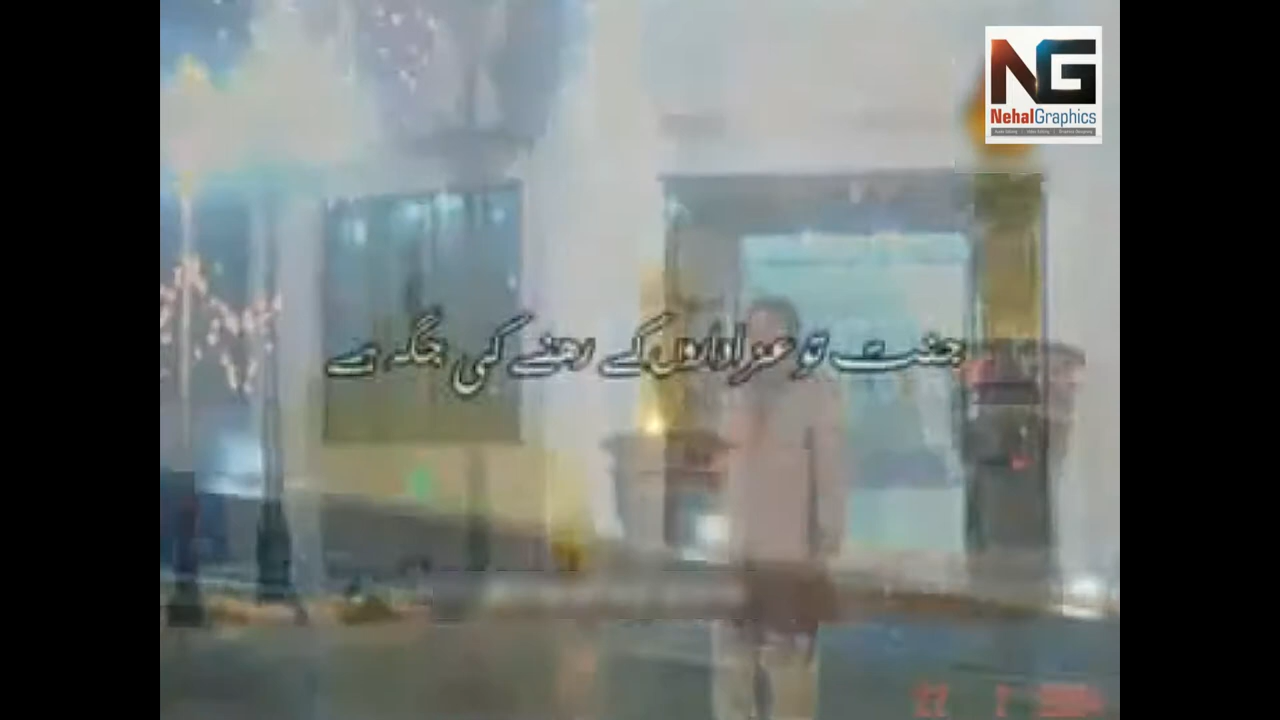 NG
NehalGraphics
جنت تو عزاداروں کے رہنے کی جگہ ہے